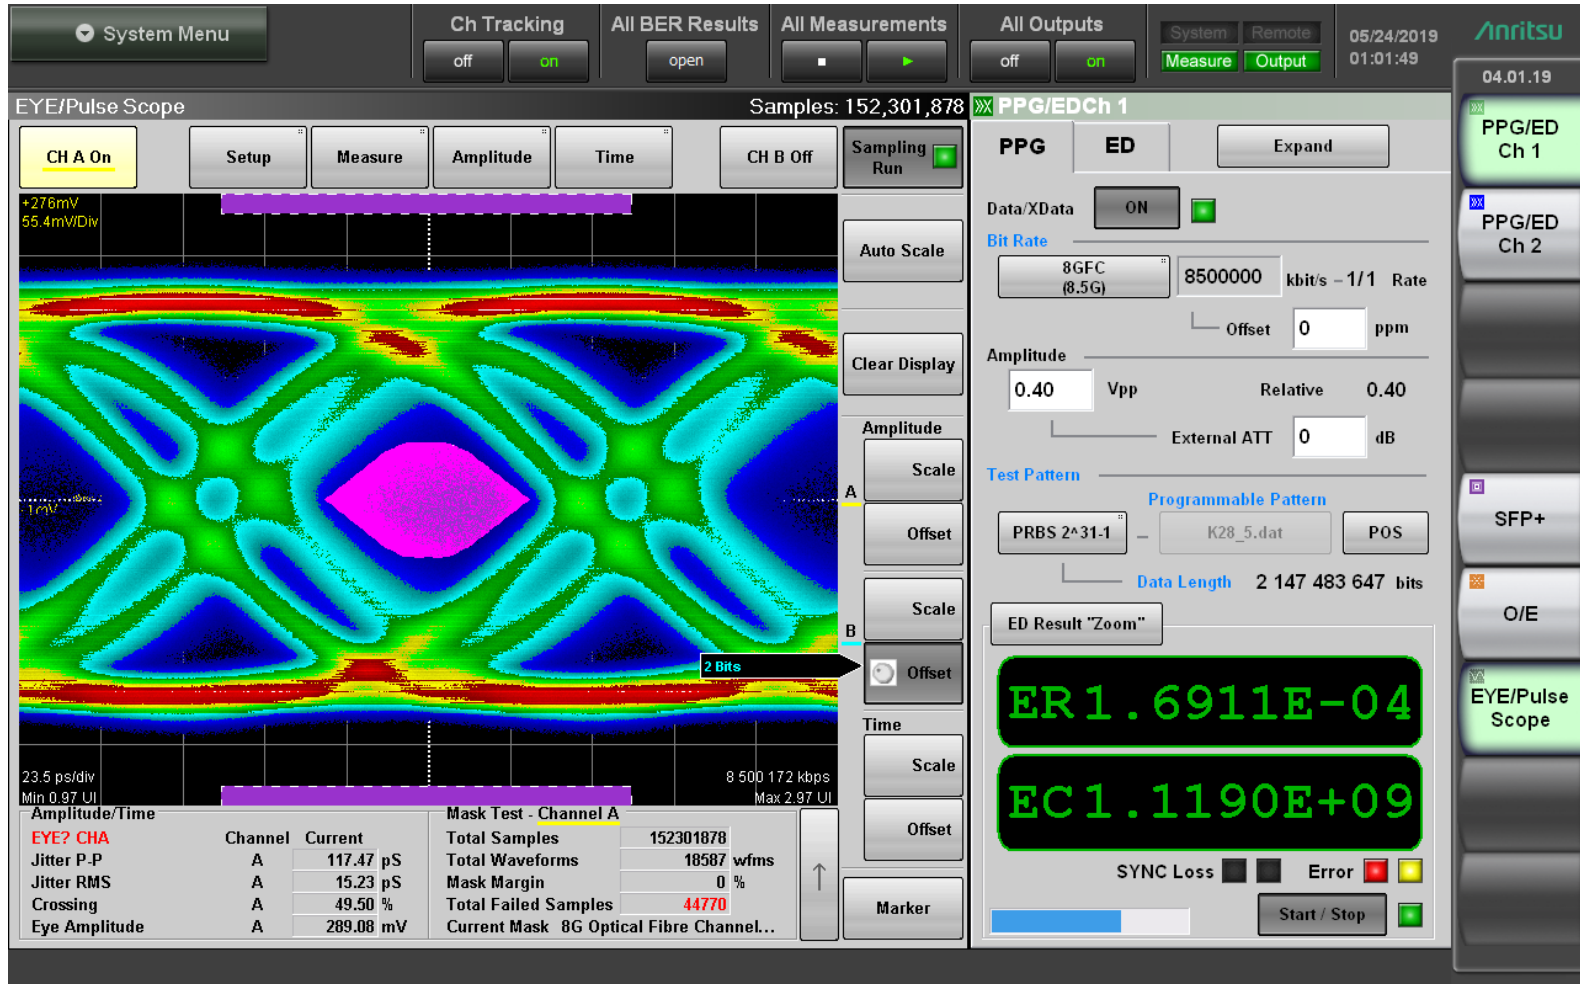 System Menu
Ch Tracking
off on
All BER Results
open
All Measurements
All Outputs
off on
System Remote
Measure Output
05/24/2019
01:01:49
Anritsu
04.01.19
EYE/Pulse Scope
Samples: 152,301,878
CH A On
Setup
Measure
Amplitude
Time
CH B Off
Sampling
Run
+276mV
55.4mV/Div
-1mV
23.5 ps/div
Min 0.97 UI
8 500 172 kbps
Max 2.97 UI
Auto Scale
Clear Display
Amplitude
Scale
A
Offset
Scale
B
2 Bits
Offset
Time
Scale
Offset
Marker
Amplitude/Time
EYE? CHA Channel Current
Jitter P-P A 117.47 pS
Jitter RMS A 15.23 pS
Crossing A 49.50 %
Eye Amplitude A 289.08 mV
Mask Test - Channel A
Total Samples 152301878
Total Waveforms 18587 wfms
Mask Margin 0 %
Total Failed Samples 44770
Current Mask 8G Optical Fibre Channel...
PPG/EDCh 1
PPG
ED
Expand
Data/XData ON
Bit Rate
8GFC
(8.5G)
8500000 kbit/s – 1/1 Rate
Offset 0 ppm
Amplitude
0.40 Vpp Relative 0.40
External ATT 0 dB
Test Pattern
Programmable Pattern
PRBS 2^31-1 – K28_5.dat POS
Data Length 2 147 483 647 bits
ED Result "Zoom"
ER 1.6911E-04
EC 1.1190E+09
SYNC Loss Error
Start / Stop
PPG/ED
Ch 1
PPG/ED
Ch 2
SFP+
O/E
EYE/Pulse
Scope